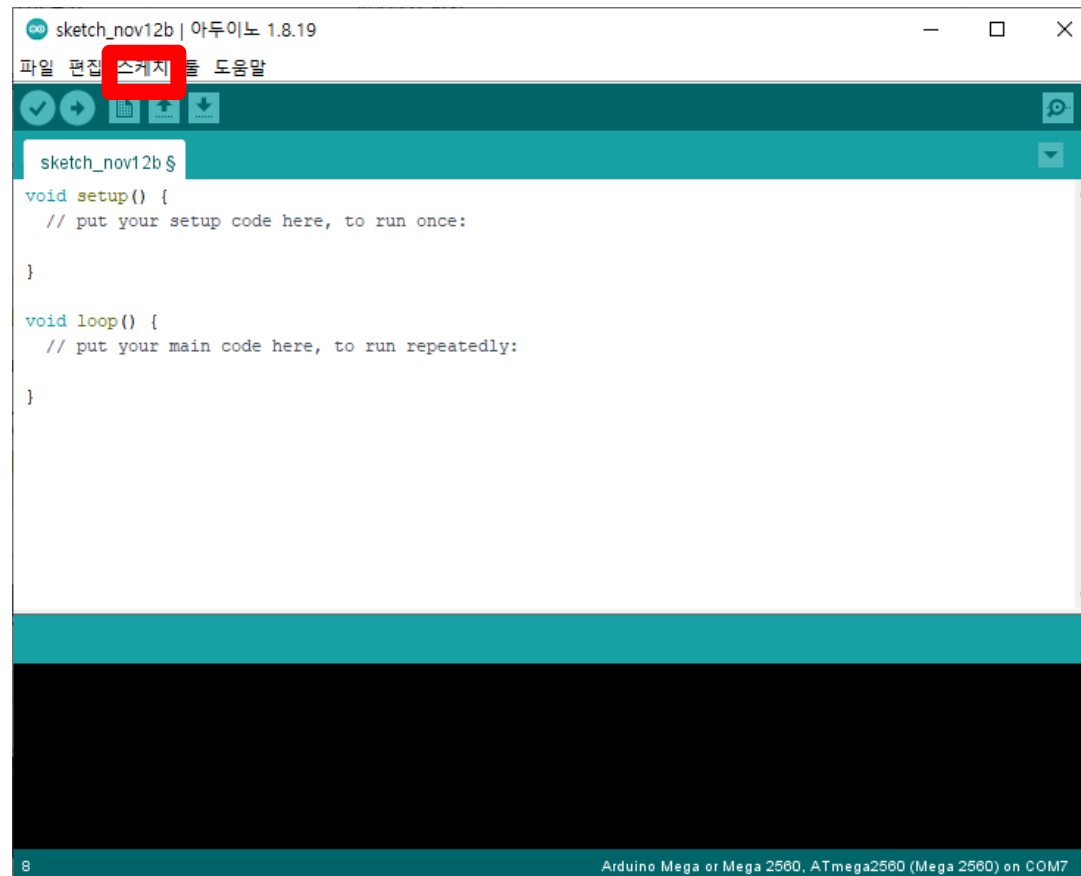 sketch_nov12b | 아두이노 1.8.19
파일 편집 스케치 툴 도움말
sketch_nov12b §
void setup() {
  // put your setup code here, to run once:
}
void loop() {
  // put your main code here, to run repeatedly:
}
8 Arduino Mega or Mega 2560, ATmega2560 (Mega 2560) on COM7